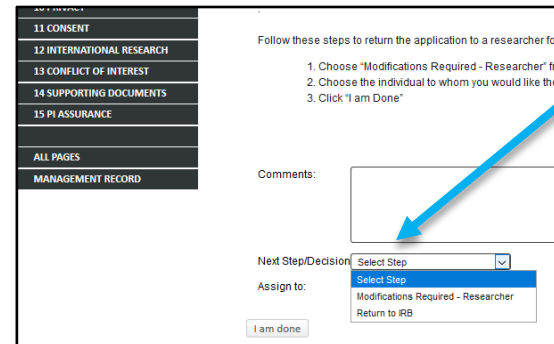 11 CONSENT
12 INTERNATIONAL RESEARCH
13 CONFLICT OF INTEREST
14 SUPPORTING DOCUMENTS
15 PI ASSURANCE
ALL PAGES
MANAGEMENT RECORD
Follow these steps to return the application to a researcher fo
1. Choose "Modifications Required - Researcher" fr
2. Choose the individual to whom you would like the
3. Click "I am Done"
Comments:
Next Step/Decision Select Step
Select Step
Modifications Required - Researcher
Return to IRB
Assign to:
I am done